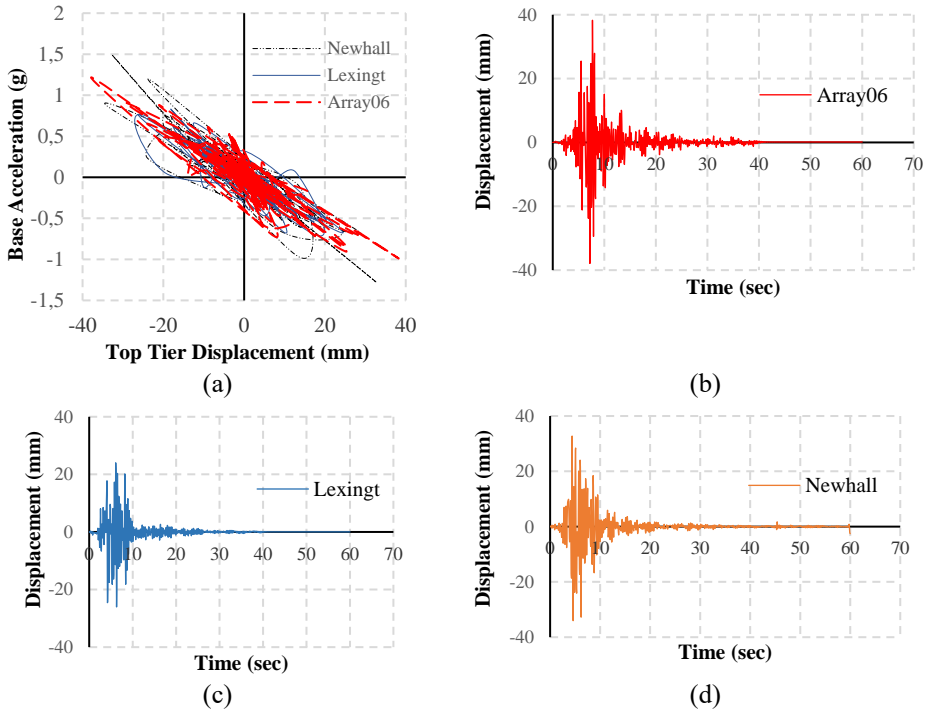 Base Acceleration (g)
1,5
1
0,5
0
-0,5
-1
-1,5
-40
-20
0
20
40
Top Tier Displacement (mm)
Newhall
Lexingt
Array06
(a)
Displacement (mm)
40
20
0
-20
-40
0
10
20
30
40
50
60
70
Time (sec)
Array06
(b)
Displacement (mm)
40
20
0
-20
-40
0
10
20
30
40
50
60
70
Time (sec)
Lexingt
(c)
Displacement (mm)
40
20
0
-20
-40
0
10
20
30
40
50
60
70
Time (sec)
Newhall
(d)